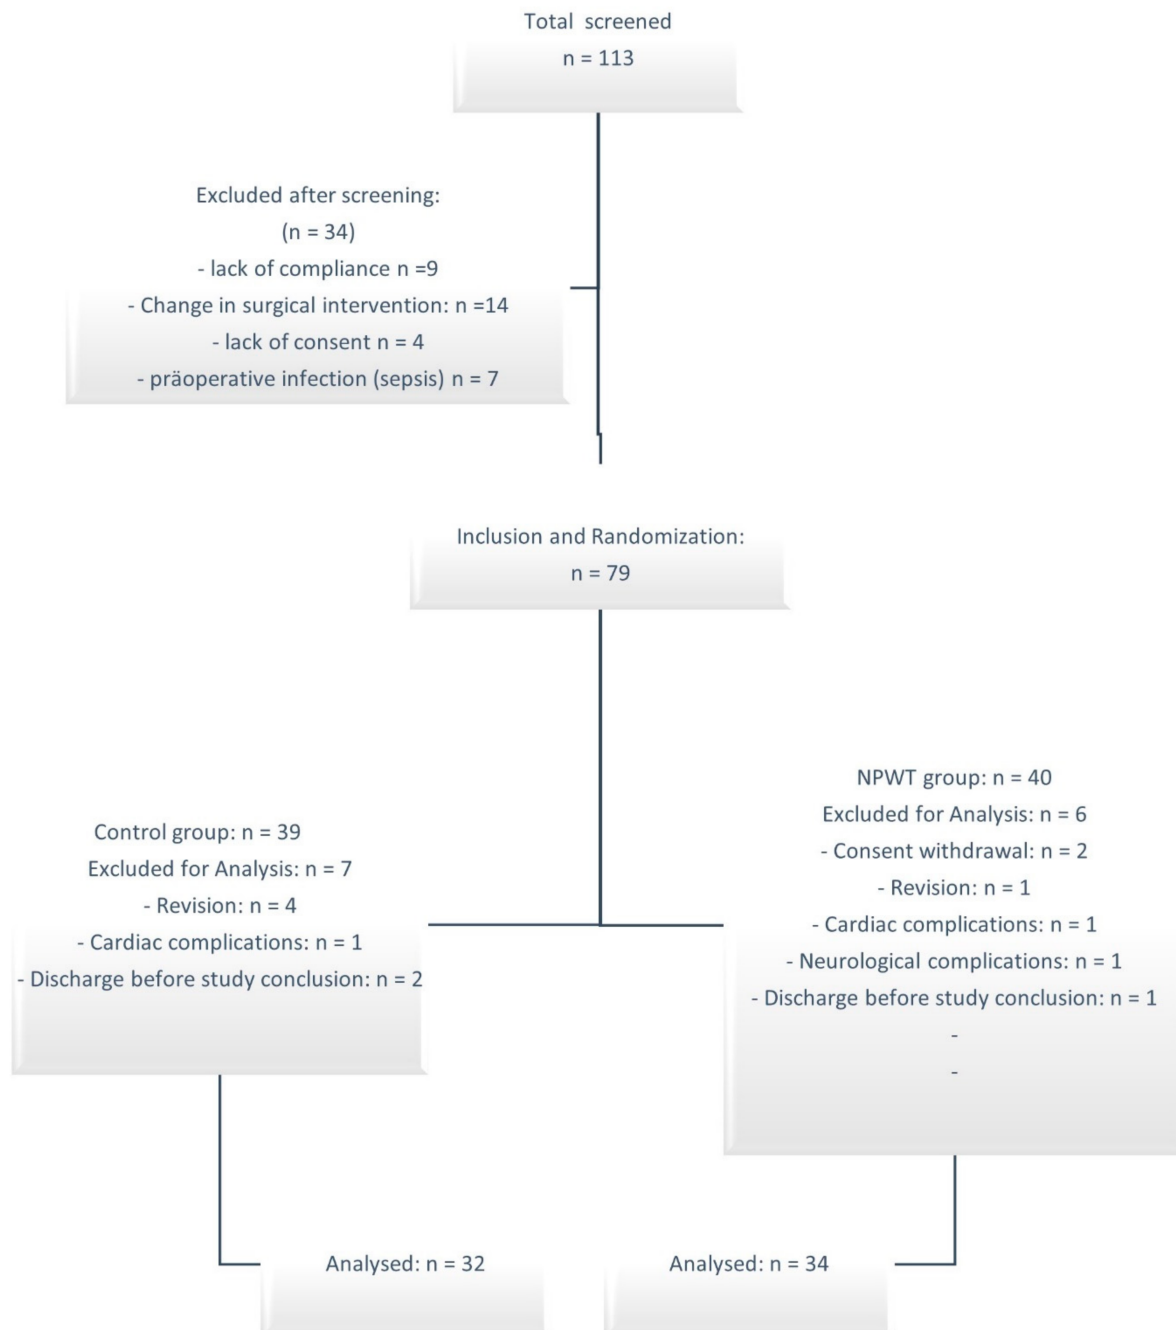 Total screened
n = 113
Excluded after screening:
(n = 34)
- lack of compliance n =9
- Change in surgical intervention: n =14
- lack of consent n = 4
- präoperative infection (sepsis) n = 7
Inclusion and Randomization:
n = 79
Control group: n = 39
Excluded for Analysis: n = 7
- Revision: n = 4
- Cardiac complications: n = 1
- Discharge before study conclusion: n = 2
NPWT group: n = 40
Excluded for Analysis: n = 6
- Consent withdrawal: n = 2
- Revision: n = 1
- Cardiac complications: n = 1
- Neurological complications: n = 1
- Discharge before study conclusion: n = 1
-
-
Analysed: n = 32
Analysed: n = 34